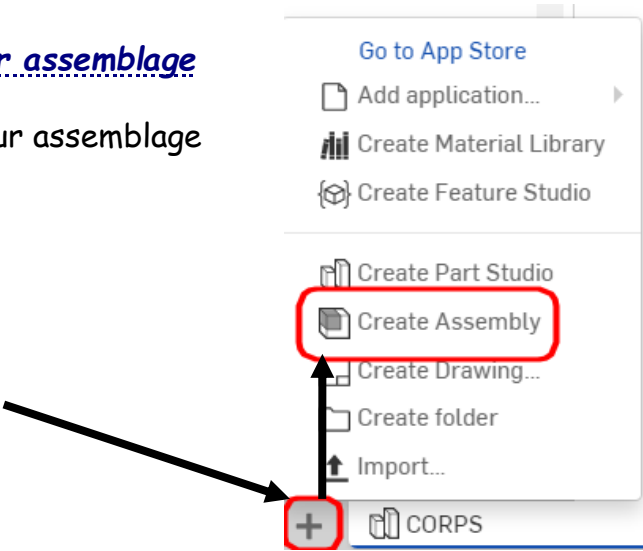 r assemblage
ur assemblage
Go to App Store
Add application...
Create Material Library
Create Feature Studio
Create Part Studio
Create Assembly
Create Drawing...
Create folder
Import...
+ CORPS